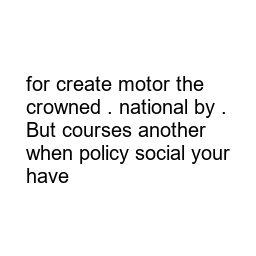 for create motor the
crowned . national by .
But courses another
when policy social your
have